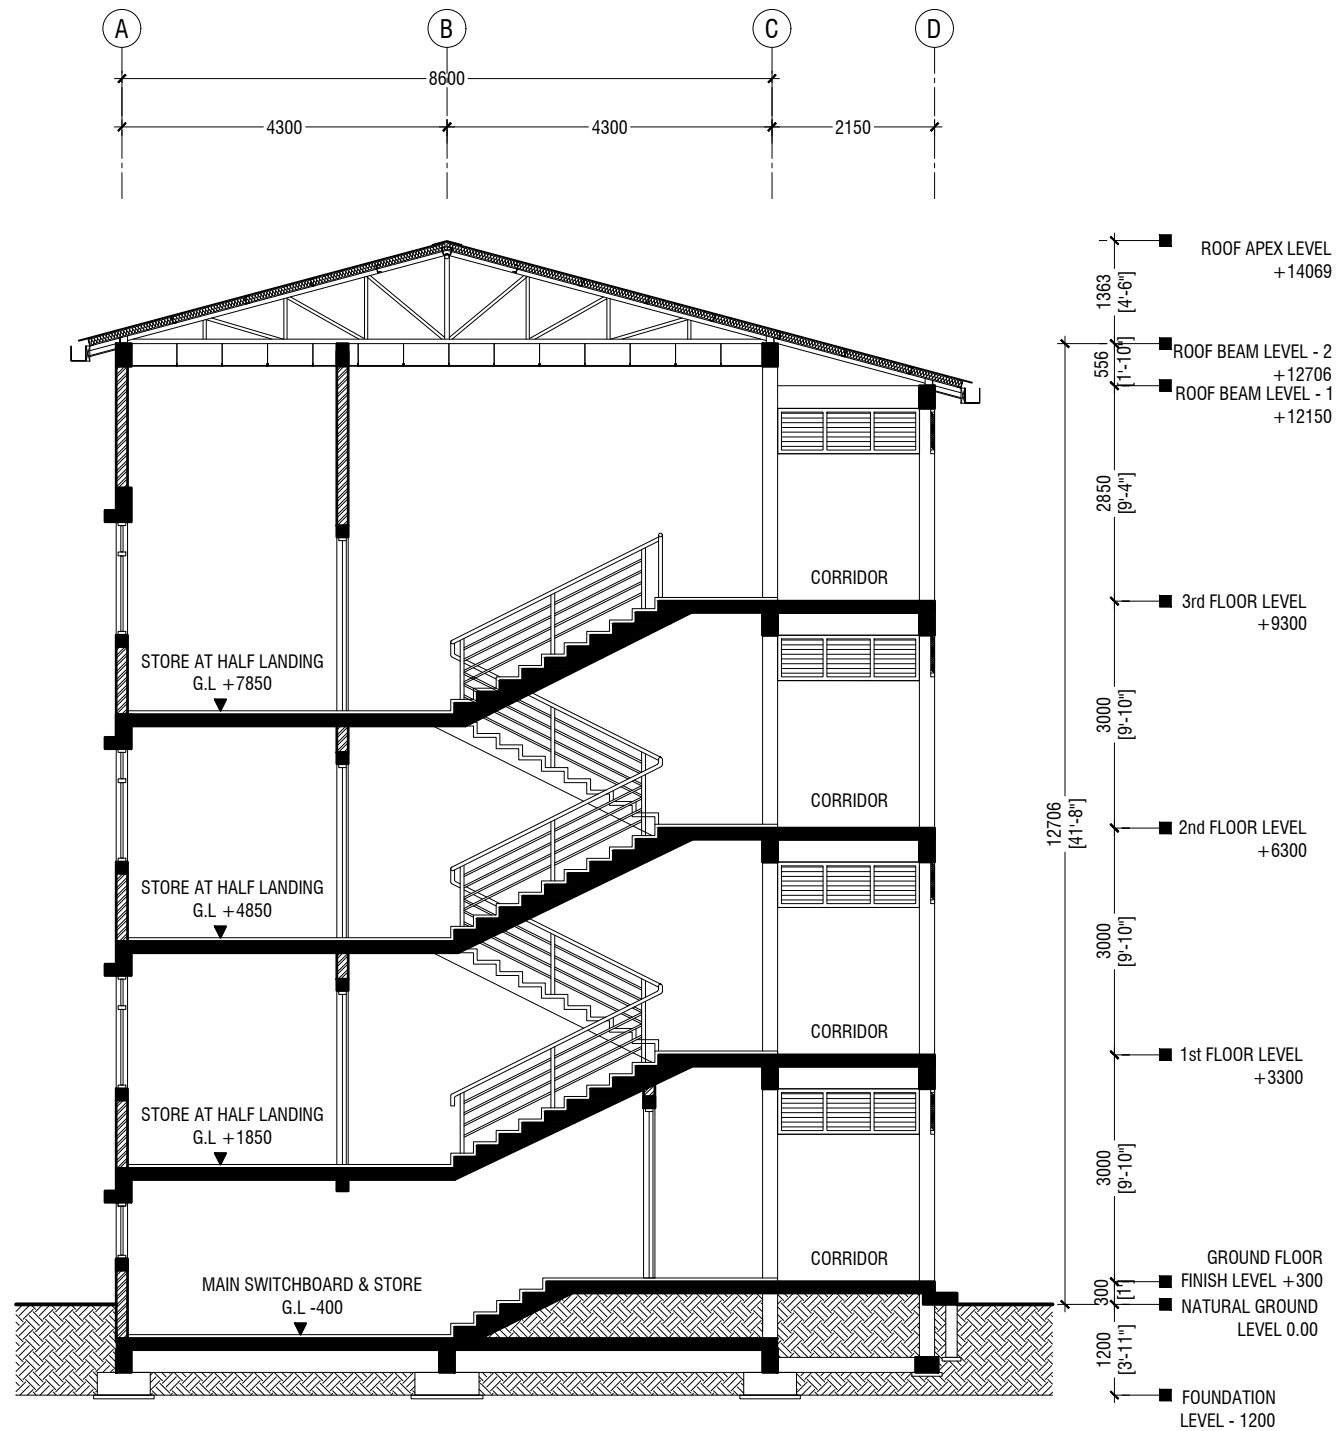 A
B
C
D
8600
4300
4300
2150
ROOF APEX LEVEL
+14069
1363
[4'-6"]
ROOF BEAM LEVEL - 2
+12706
556
[1'-10"]
ROOF BEAM LEVEL - 1
+12150
2850
[9'-4"]
CORRIDOR
3rd FLOOR LEVEL
+9300
STORE AT HALF LANDING
G.L +7850
3000
[9'-10"]
CORRIDOR
12706
[41'-8"]
2nd FLOOR LEVEL
+6300
STORE AT HALF LANDING
G.L +4850
3000
[9'-10"]
CORRIDOR
1st FLOOR LEVEL
+3300
STORE AT HALF LANDING
G.L +1850
3000
[9'-10"]
CORRIDOR
GROUND FLOOR
FINISH LEVEL +300
MAIN SWITCHBOARD & STORE
G.L -400
300
[1']
NATURAL GROUND
LEVEL 0.00
1200
[3'-11"]
FOUNDATION
LEVEL - 1200